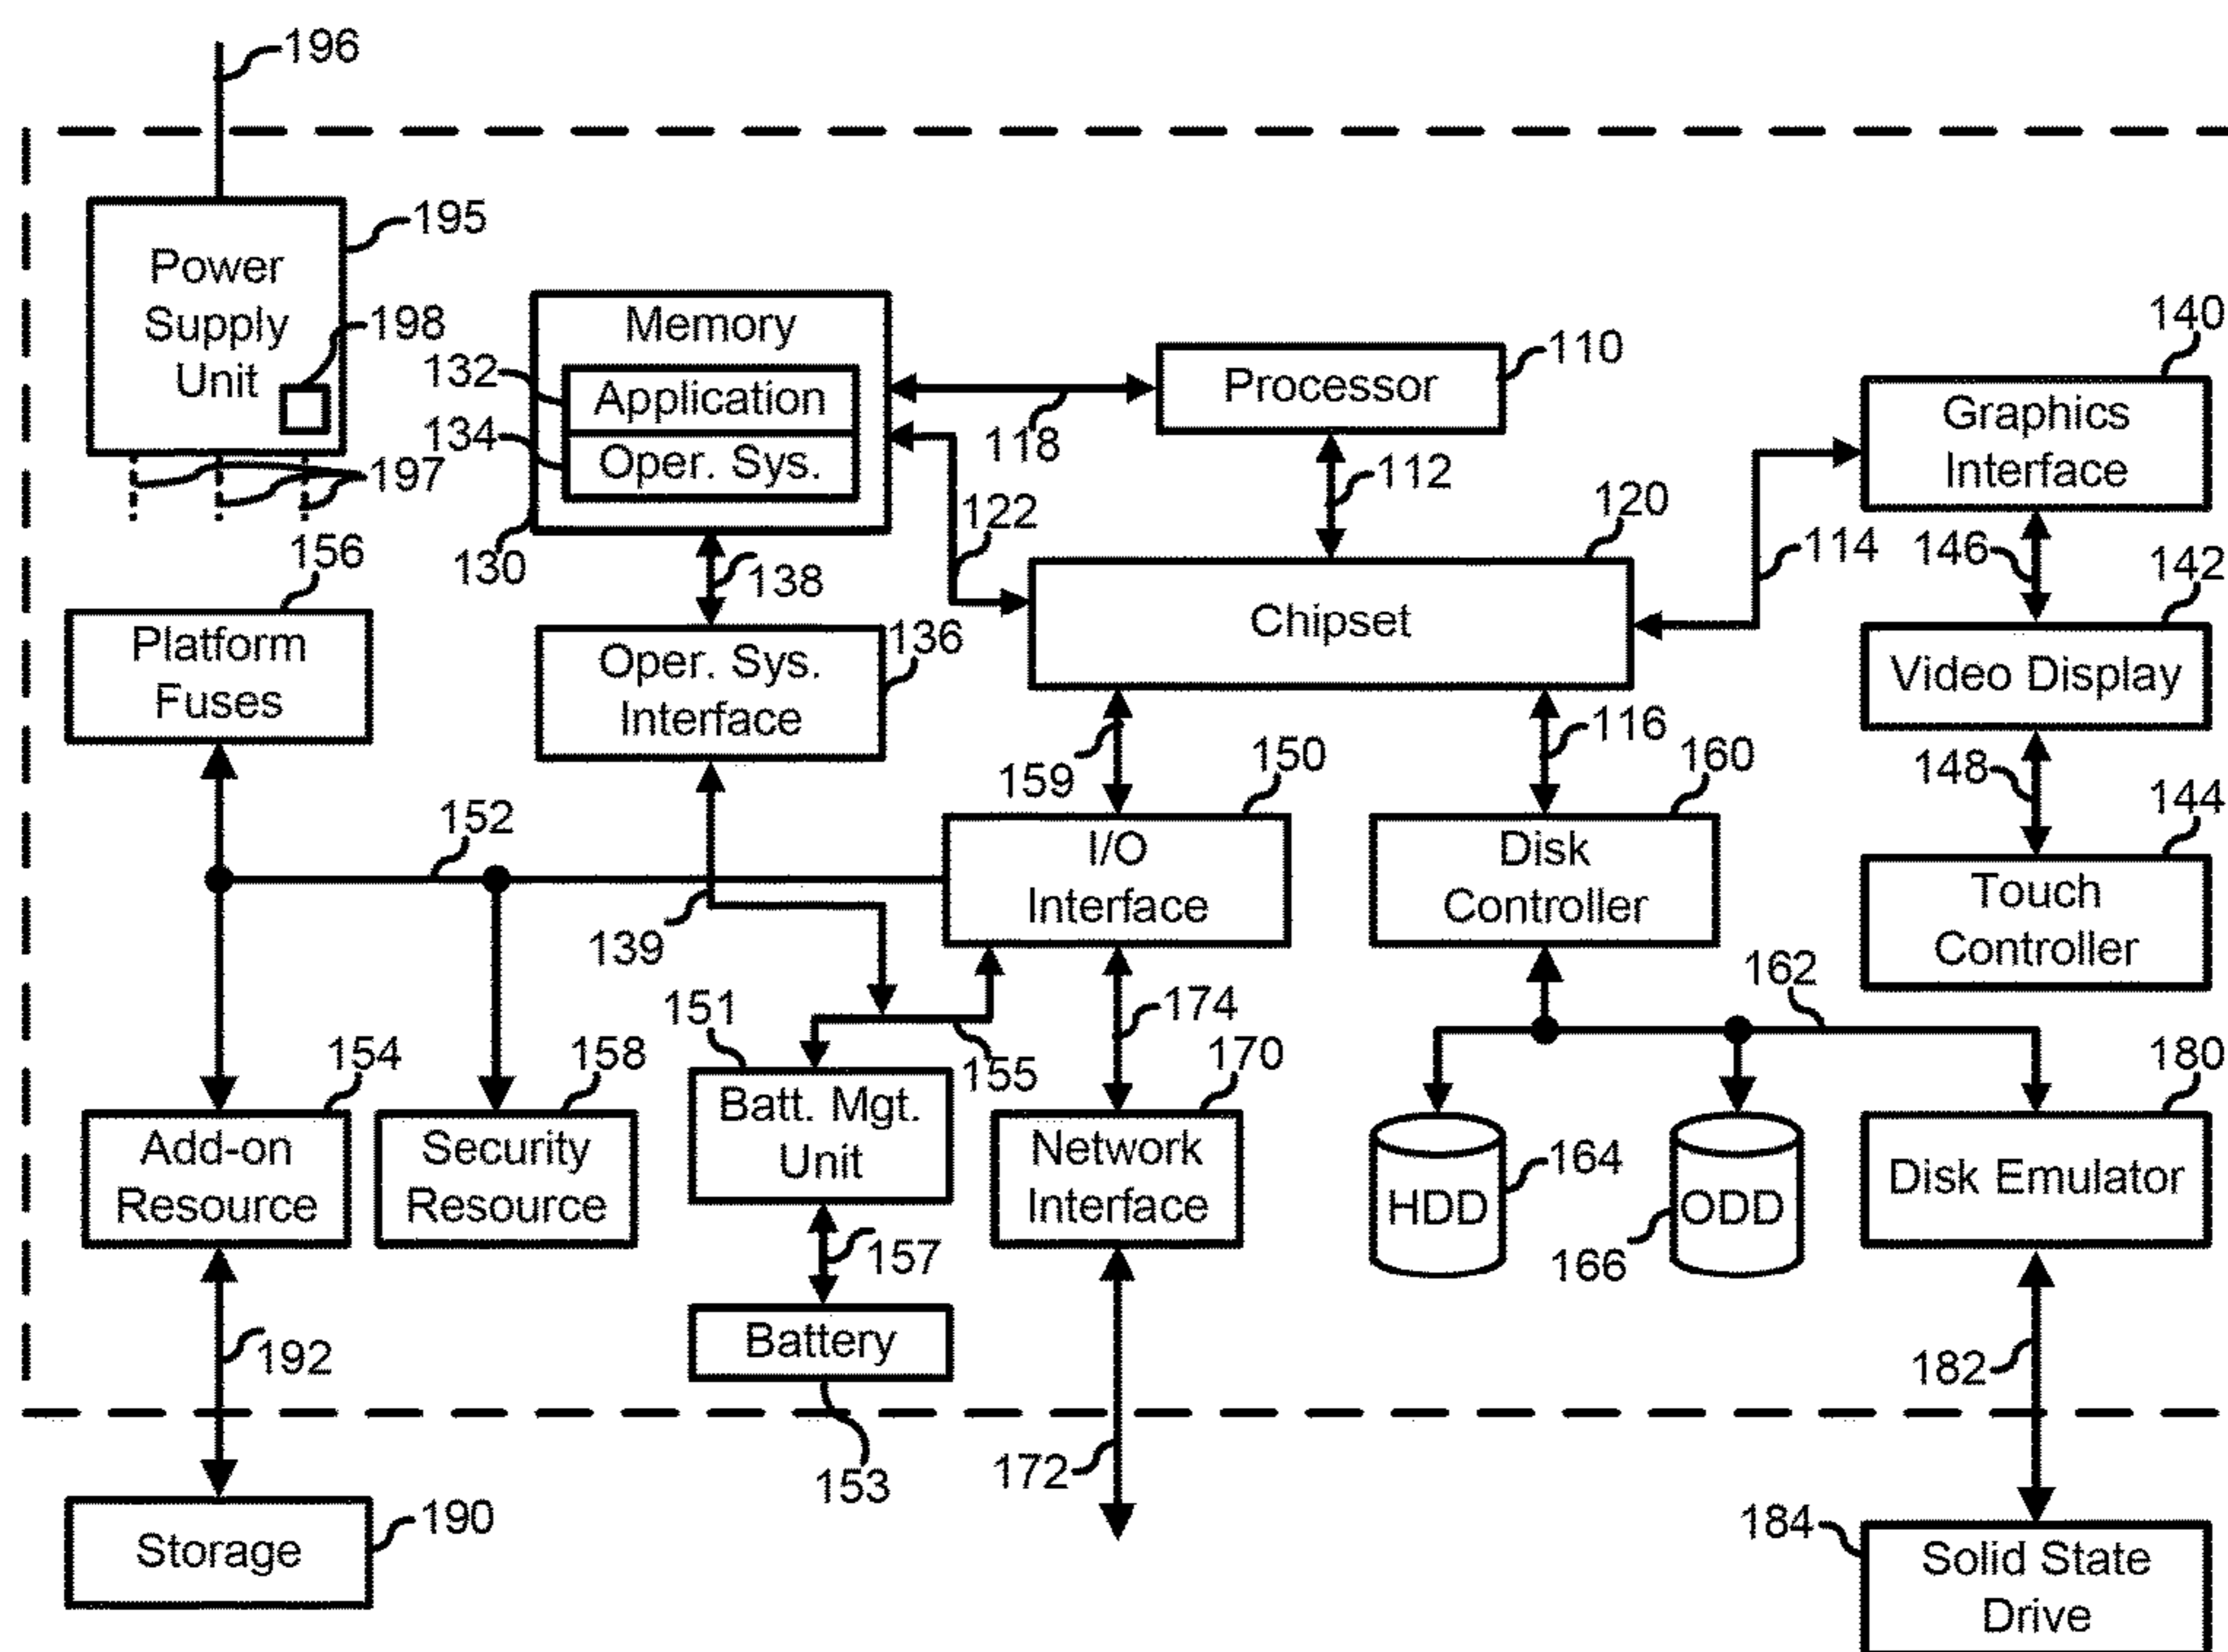 196
195
Power
Supply
Unit
198
197
Memory
132
Application
134
Oper. Sys.
130
118
Processor
110
112
122
120
Chipset
140
Graphics
Interface
114
146
142
Video Display
148
144
Touch
Controller
156
Platform
Fuses
138
136
Oper. Sys.
Interface
159
116
150
I/O
Interface
160
Disk
Controller
152
139
162
151
155
174
154
Add-on
Resource
158
Security
Resource
Batt. Mgt.
Unit
170
Network
Interface
HDD
164
ODD
166
180
Disk Emulator
157
Battery
153
192
172
182
Storage
190
184
Solid State
Drive